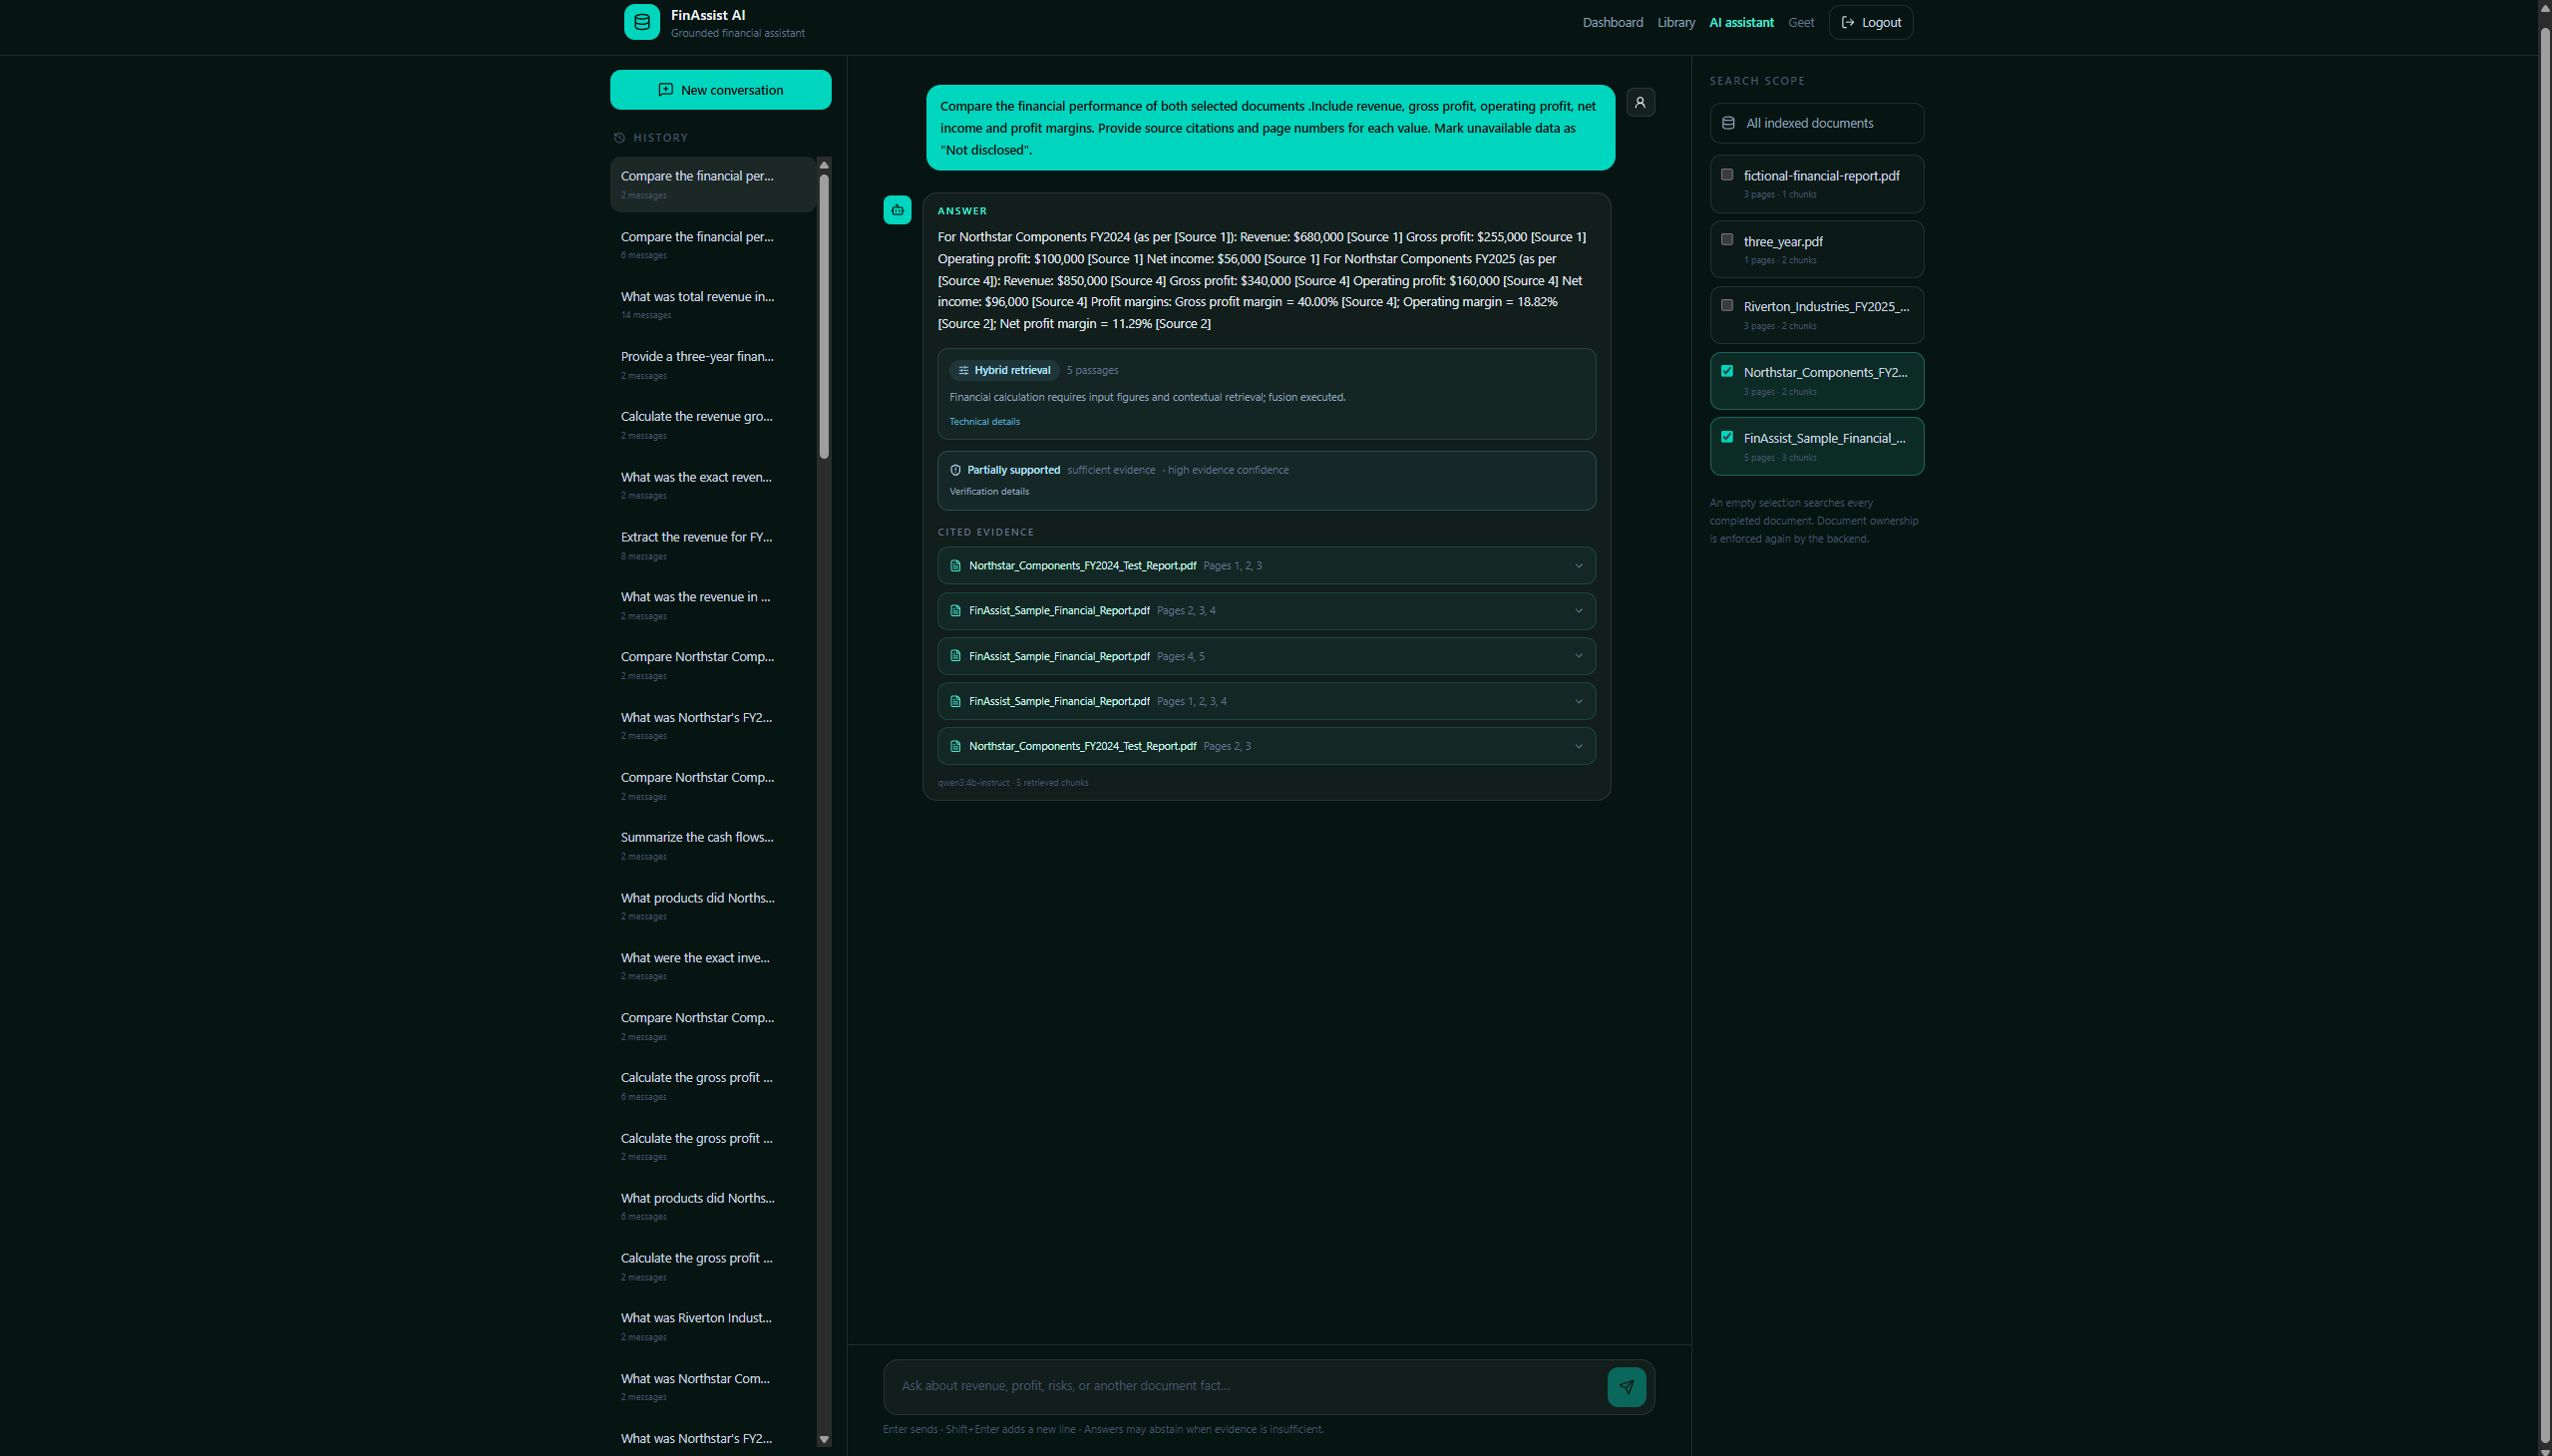 FinAssist AI
Grounded financial assistant
Dashboard
Library
AI assistant
Geet
Logout
New conversation
HISTORY
Compare the financial per...
2 messages
Compare the financial per...
6 messages
What was total revenue in...
14 messages
Provide a three-year finan...
2 messages
Calculate the revenue gro...
2 messages
What was the exact reven...
2 messages
Extract the revenue for FY...
8 messages
What was the revenue in ...
2 messages
Compare Northstar Comp...
2 messages
What was Northstar's FY2...
2 messages
Compare Northstar Comp...
2 messages
Summarize the cash flows...
2 messages
What products did Norths...
2 messages
What were the exact inve...
2 messages
Compare Northstar Comp...
2 messages
Calculate the gross profit ...
6 messages
Calculate the gross profit ...
2 messages
What products did Norths...
6 messages
Calculate the gross profit ...
2 messages
What was Riverton Indust...
2 messages
What was Northstar Com...
2 messages
What was Northstar's FY2...
Compare the financial performance of both selected documents .Include revenue, gross profit, operating profit, net
income and profit margins. Provide source citations and page numbers for each value. Mark unavailable data as
"Not disclosed".
ANSWER
For Northstar Components FY2024 (as per [Source 1]): Revenue: $680,000 [Source 1] Gross profit: $255,000 [Source 1]
Operating profit: $100,000 [Source 1] Net income: $56,000 [Source 1] For Northstar Components FY2025 (as per
[Source 4]): Revenue: $850,000 [Source 4] Gross profit: $340,000 [Source 4] Operating profit: $160,000 [Source 4] Net
income: $96,000 [Source 4] Profit margins: Gross profit margin = 40.00% [Source 4]; Operating margin = 18.82%
[Source 2]; Net profit margin = 11.29% [Source 2]
Hybrid retrieval 5 passages
Financial calculation requires input figures and contextual retrieval; fusion executed.
Technical details
Partially supported sufficient evidence · high evidence confidence
Verification details
CITED EVIDENCE
Northstar_Components_FY2024_Test_Report.pdf Pages 1, 2, 3
FinAssist_Sample_Financial_Report.pdf Pages 2, 3, 4
FinAssist_Sample_Financial_Report.pdf Pages 4, 5
FinAssist_Sample_Financial_Report.pdf Pages 1, 2, 3, 4
Northstar_Components_FY2024_Test_Report.pdf Pages 2, 3
qwen3:4b-instruct · 5 retrieved chunks
Ask about revenue, profit, risks, or another document fact...
Enter sends · Shift+Enter adds a new line · Answers may abstain when evidence is insufficient.
SEARCH SCOPE
All indexed documents
fictional-financial-report.pdf
3 pages · 1 chunks
three_year.pdf
1 pages · 2 chunks
Riverton_Industries_FY2025_...
3 pages · 2 chunks
Northstar_Components_FY2...
3 pages · 2 chunks
FinAssist_Sample_Financial_...
5 pages · 3 chunks
An empty selection searches every
completed document. Document ownership
is enforced again by the backend.